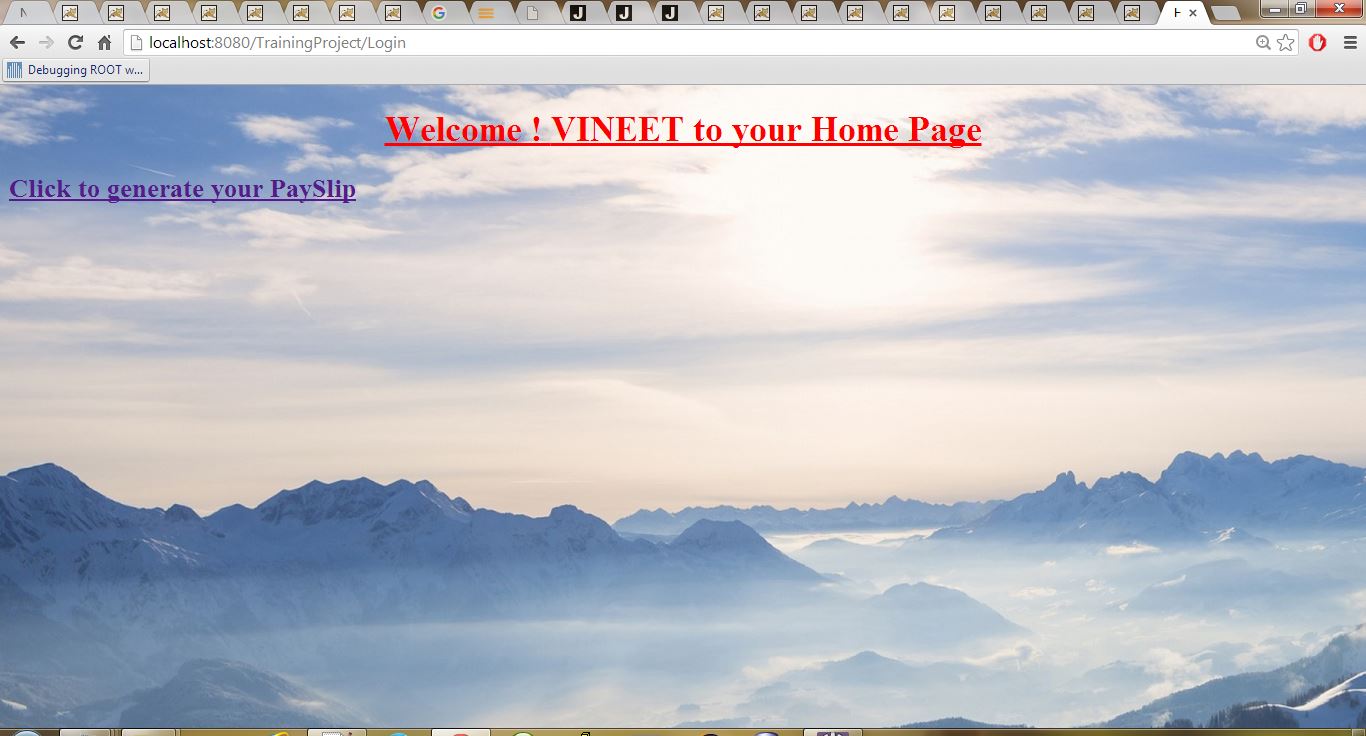 N
G
J
J
J
H
localhost:8080/TrainingProject/Login
Debugging ROOT w...
Welcome ! VINEET to your Home Page
Click to generate your PaySlip